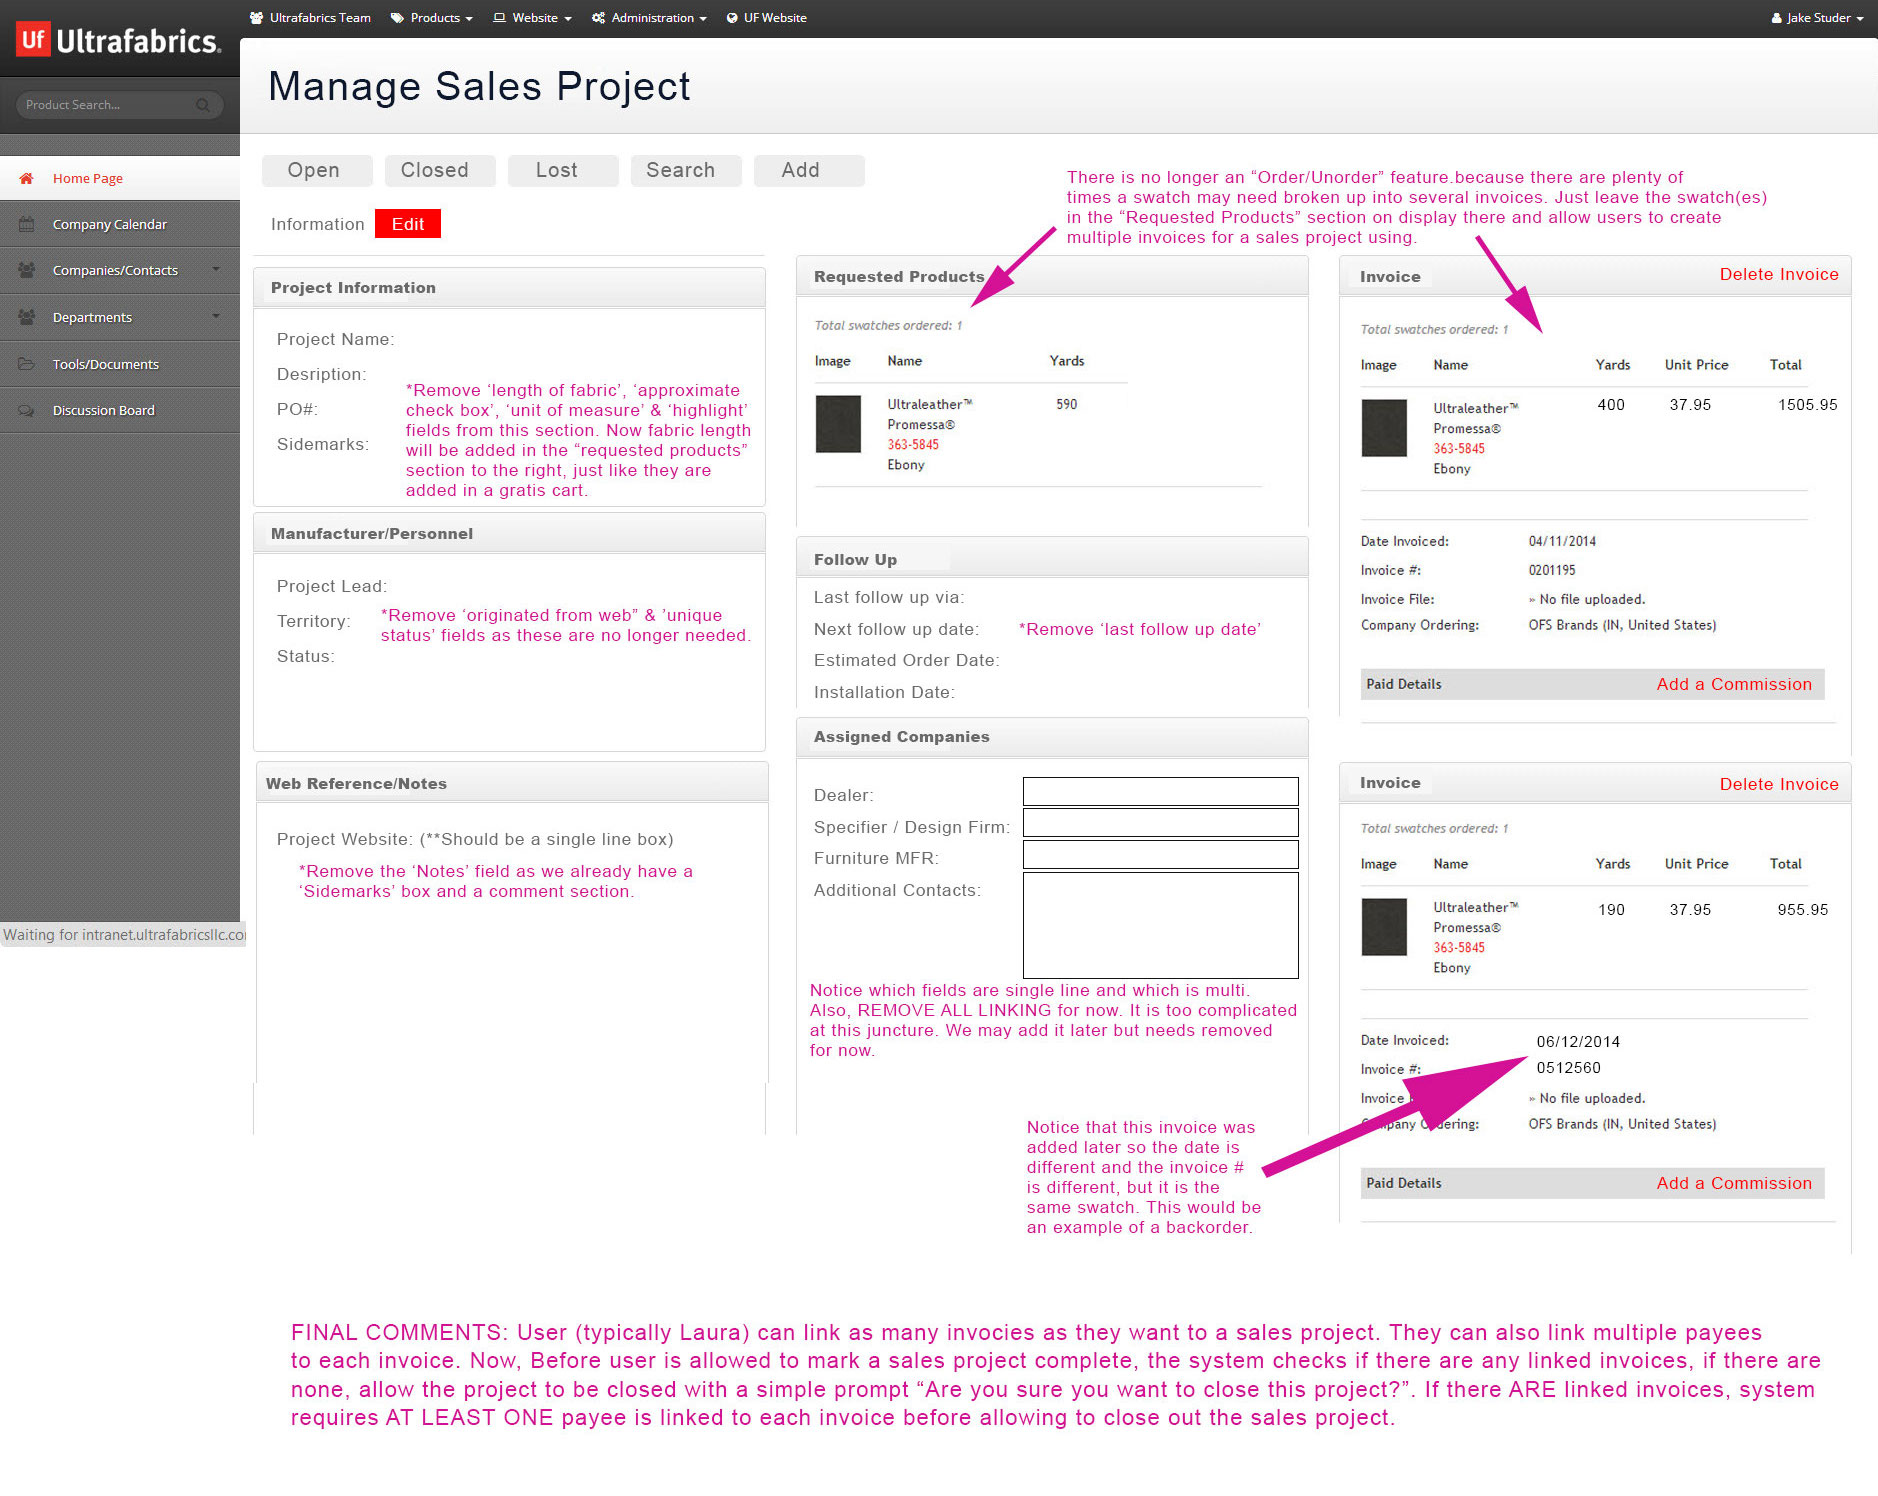 Uf Ultrafabrics.
Ultrafabrics Team Products Website Administration UF Website Jake Studer
Product Search...
Manage Sales Project
Home Page
Company Calendar
Companies/Contacts
Departments
Tools/Documents
Discussion Board
Waiting for intranet.ultrafabricsllc.co
Open Closed Lost Search Add
Information Edit
There is no longer an “Order/Unorder” feature.because there are plenty of
times a swatch may need broken up into several invoices. Just leave the swatch(es)
in the “Requested Products” section on display there and allow users to create
multiple invoices for a sales project using.
Project Information
Project Name:
Desription:
PO#:
Sidemarks:
*Remove ‘length of fabric’, ‘approximate
check box’, ‘unit of measure’ & ‘highlight’
fields from this section. Now fabric length
will be added in the “requested products”
section to the right, just like they are
added in a gratis cart.
Manufacturer/Personnel
Project Lead:
Territory:
Status:
*Remove ‘originated from web” & ’unique
status’ fields as these are no longer needed.
Web Reference/Notes
Project Website: (**Should be a single line box)
*Remove the ‘Notes’ field as we already have a
‘Sidemarks’ box and a comment section.
Requested Products
Total swatches ordered: 1
Image Name Yards
Ultraleather™ 590
Promessa®
363-5845
Ebony
Follow Up
Last follow up via:
Next follow up date: *Remove ‘last follow up date’
Estimated Order Date:
Installation Date:
Assigned Companies
Dealer:
Specifier / Design Firm:
Furniture MFR:
Additional Contacts:
Notice which fields are single line and which is multi.
Also, REMOVE ALL LINKING for now. It is too complicated
at this juncture. We may add it later but needs removed
for now.
Invoice Delete Invoice
Total swatches ordered: 1
Image Name Yards Unit Price Total
Ultraleather™ 400 37.95 1505.95
Promessa®
363-5845
Ebony
Date Invoiced: 04/11/2014
Invoice #: 0201195
Invoice File: » No file uploaded.
Company Ordering: OFS Brands (IN, United States)
Paid Details Add a Commission
Invoice Delete Invoice
Total swatches ordered: 1
Image Name Yards Unit Price Total
Ultraleather™ 190 37.95 955.95
Promessa®
363-5845
Ebony
Date Invoiced: 06/12/2014
Invoice #: 0512560
Invoice » No file uploaded.
OFS Brands (IN, United States)
Paid Details Add a Commission
Notice that this invoice was
added later so the date is
different and the invoice #
is different, but it is the
same swatch. This would be
an example of a backorder.
FINAL COMMENTS: User (typically Laura) can link as many invocies as they want to a sales project. They can also link multiple payees
to each invoice. Now, Before user is allowed to mark a sales project complete, the system checks if there are any linked invoices, if there are
none, allow the project to be closed with a simple prompt “Are you sure you want to close this project?”. If there ARE linked invoices, system
requires AT LEAST ONE payee is linked to each invoice before allowing to close out the sales project.